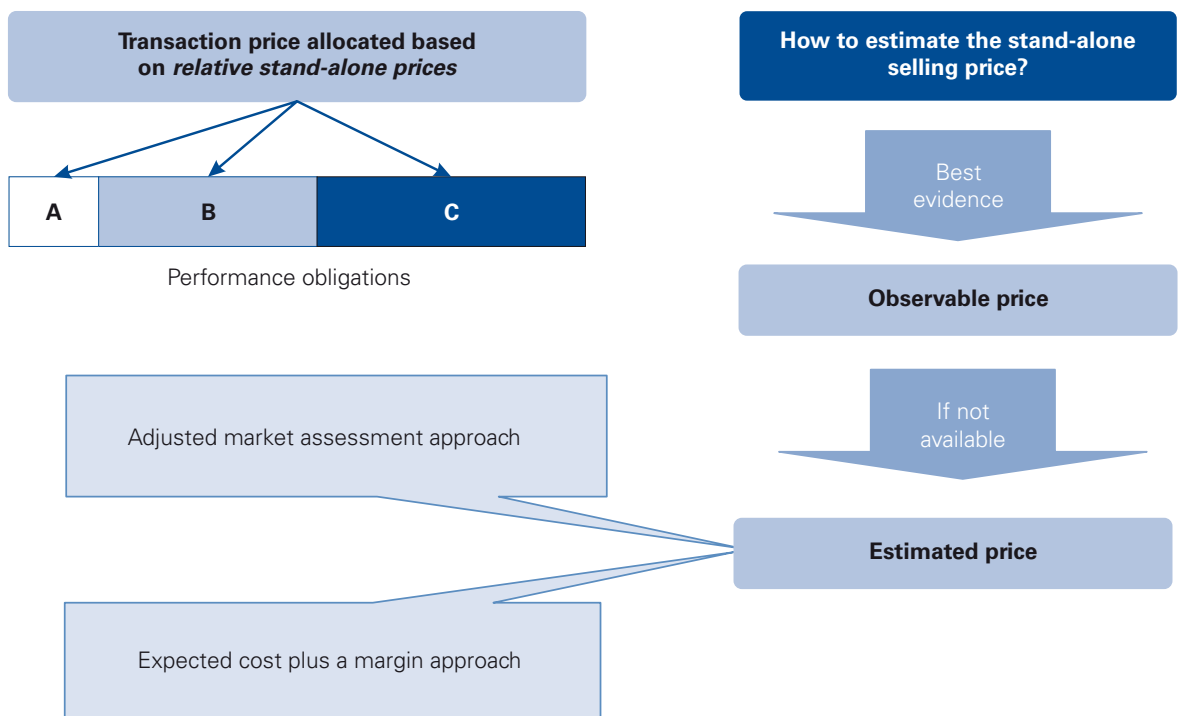 Transaction price allocated based
on relative stand-alone prices
A
B
C
Performance obligations
How to estimate the stand-alone
selling price?
Best
evidence
Observable price
If not
available
Estimated price
Adjusted market assessment approach
Expected cost plus a margin approach